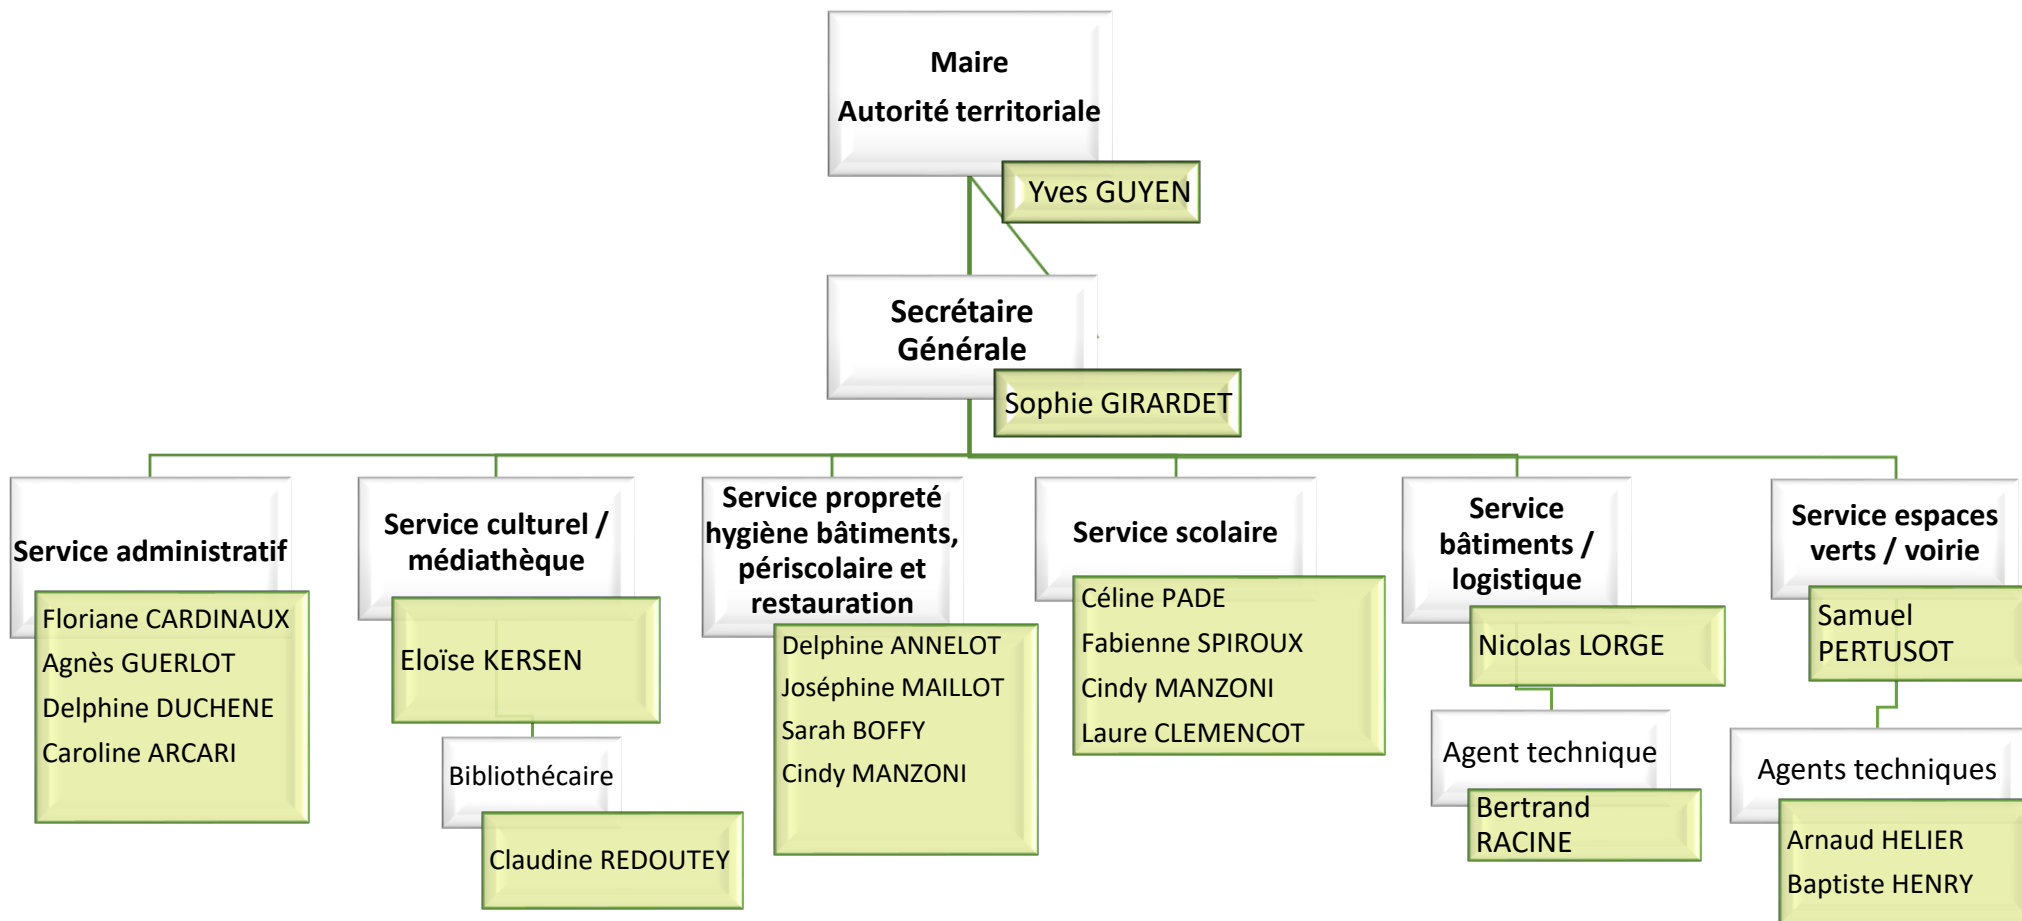 Maire
Autorité territoriale
Yves GUYEN
Secrétaire
Générale
Sophie GIRARDET
Service administratif
Floriane CARDINAUX
Agnès GUERLOT
Delphine DUCHENE
Caroline ARCARI
Service culturel /
médiathèque
Eloïse KERSEN
Bibliothécaire
Claudine REDOUTEY
Service propreté
hygiène bâtiments,
périscolaire et
restauration
Delphine ANNELOT
Joséphine MAILLOT
Sarah BOFFY
Cindy MANZONI
Service scolaire
Céline PADE
Fabienne SPIROUX
Cindy MANZONI
Laure CLEMENCOT
Service
bâtiments /
logistique
Nicolas LORGE
Agent technique
Bertrand
RACINE
Service espaces
verts / voirie
Samuel
PERTUSOT
Agents techniques
Arnaud HELIER
Baptiste HENRY